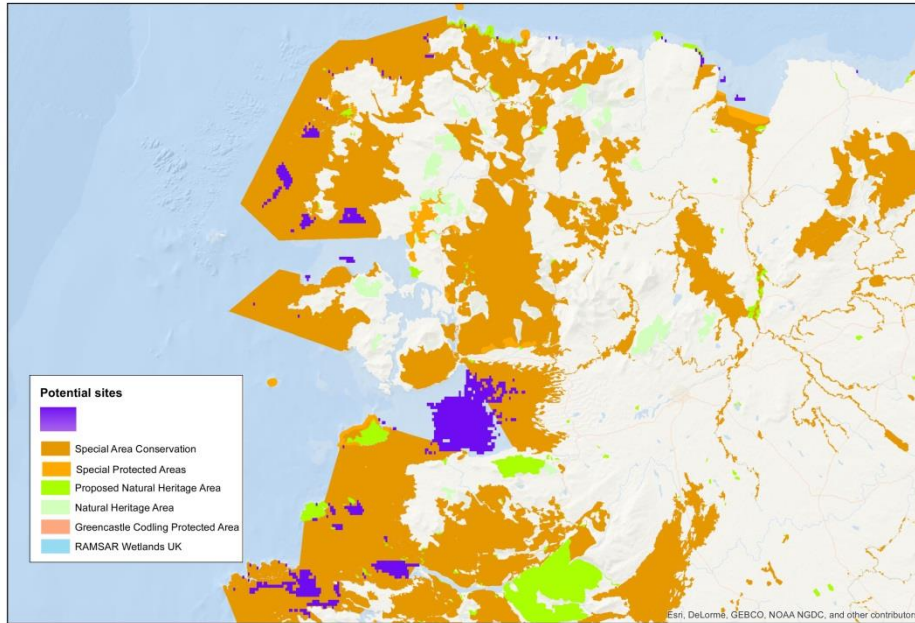 Potential sites
Special Area Conservation
Special Protected Areas
Proposed Natural Heritage Area
Natural Heritage Area
Greencastle Codling Protected Area
RAMSAR Wetlands UK
Esri, DeLorme, GEBCO, NOAA NGDC, and other contributors